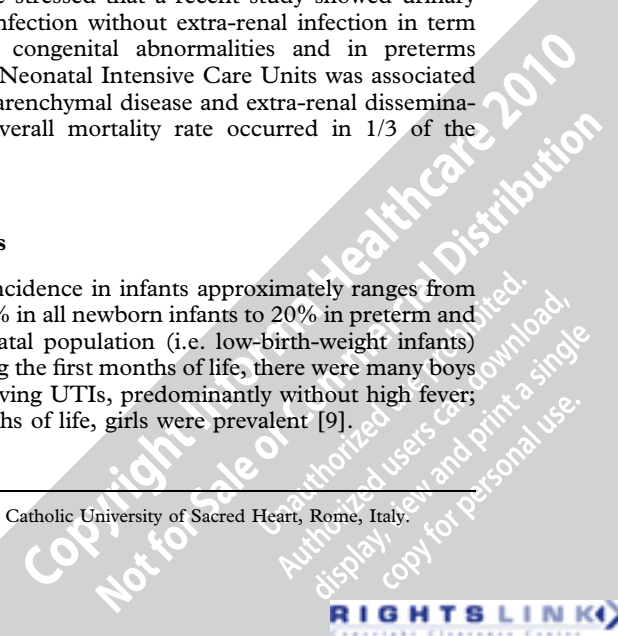 e stressed that a recent study showed urinary
nfection without extra-renal infection in term
congenital abnormalities and in preterms
Neonatal Intensive Care Units was associated
arenchymal disease and extra-renal dissemina-
verall mortality rate occurred in 1/3 of the
s
ncidence in infants approximately ranges from
% in all newborn infants to 20% in preterm and
atal population (i.e. low-birth-weight infants)
g the first months of life, there were many boys
ving UTIs, predominantly without high fever;
hs of life, girls were prevalent [9].
Catholic University of Sacred Heart, Rome, Italy.
Copyright Informa Healthcare 2010
Not for Sale or Commercial Distribution
Unauthorized use prohibited.
Authorized users can download,
display, view and print a single
copy for personal use.
RIGHTSLINK